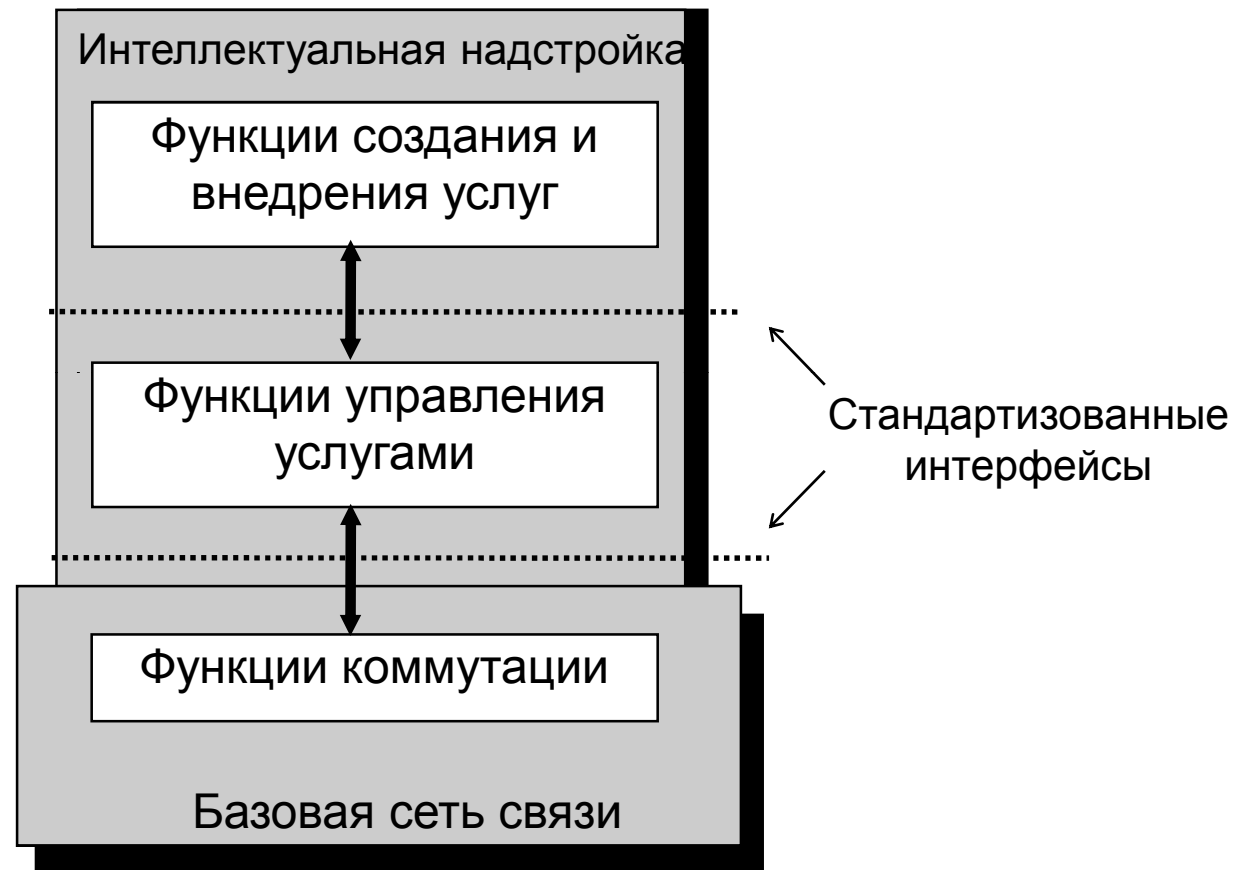 Интеллектуальная надстройка
Функции создания и
внедрения услуг
Функции управления
услугами
Стандартизованные
интерфейсы
Функции коммутации
Базовая сеть связи